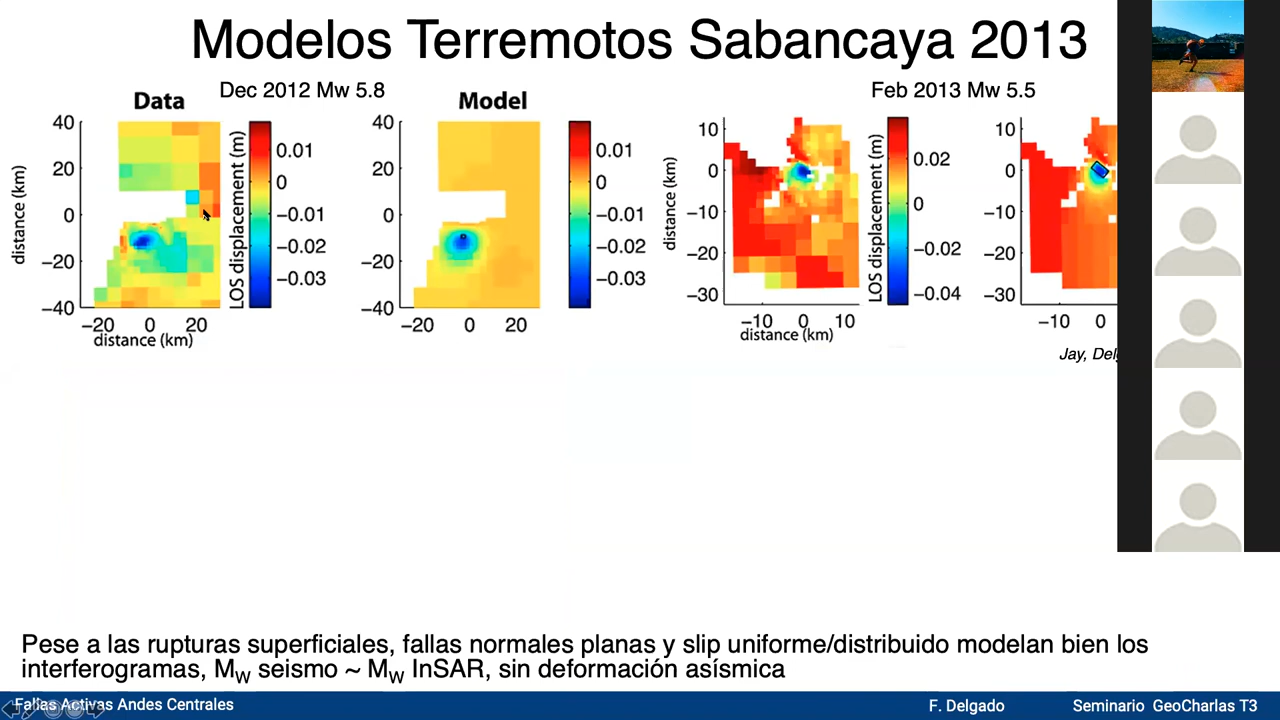 Modelos Terremotos Sabancaya 2013
Dec 2012 Mw 5.8
Feb 2013 Mw 5.5
Data
Model
40
20
0
−20
−40
distance (km)
−20 0 20
distance (km)
LOS displacement (m)
0.01
0
−0.01
−0.02
−0.03
40
20
0
−20
−40
−20 0 20
0.01
0
−0.01
−0.02
−0.03
distance (km)
10
0
−10
−20
−30
−10 0 10
distance (km)
LOS displacement (m)
0.02
0
−0.02
−0.04
10
0
−10
−20
−30
−10 0
Jay,
Pese a las rupturas superficiales, fallas normales planas y slip uniforme/distribuido modelan bien los
interferogramas, MW seismo ~ MW InSAR, sin deformación asísmica
Fallas Activas Andes Centrales
F. Delgado
Seminario GeoCharlas T3